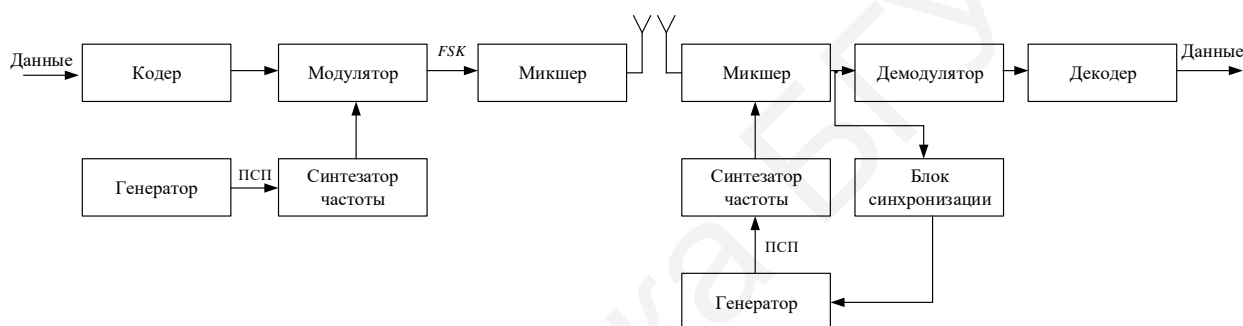 Данные
Кодер
Модулятор
FSK
Микшер
Микшер
Демодулятор
Декодер
Данные
Генератор
ПСП
Синтезатор
частоты
Синтезатор
частоты
Блок
синхронизации
ПСП
Генератор